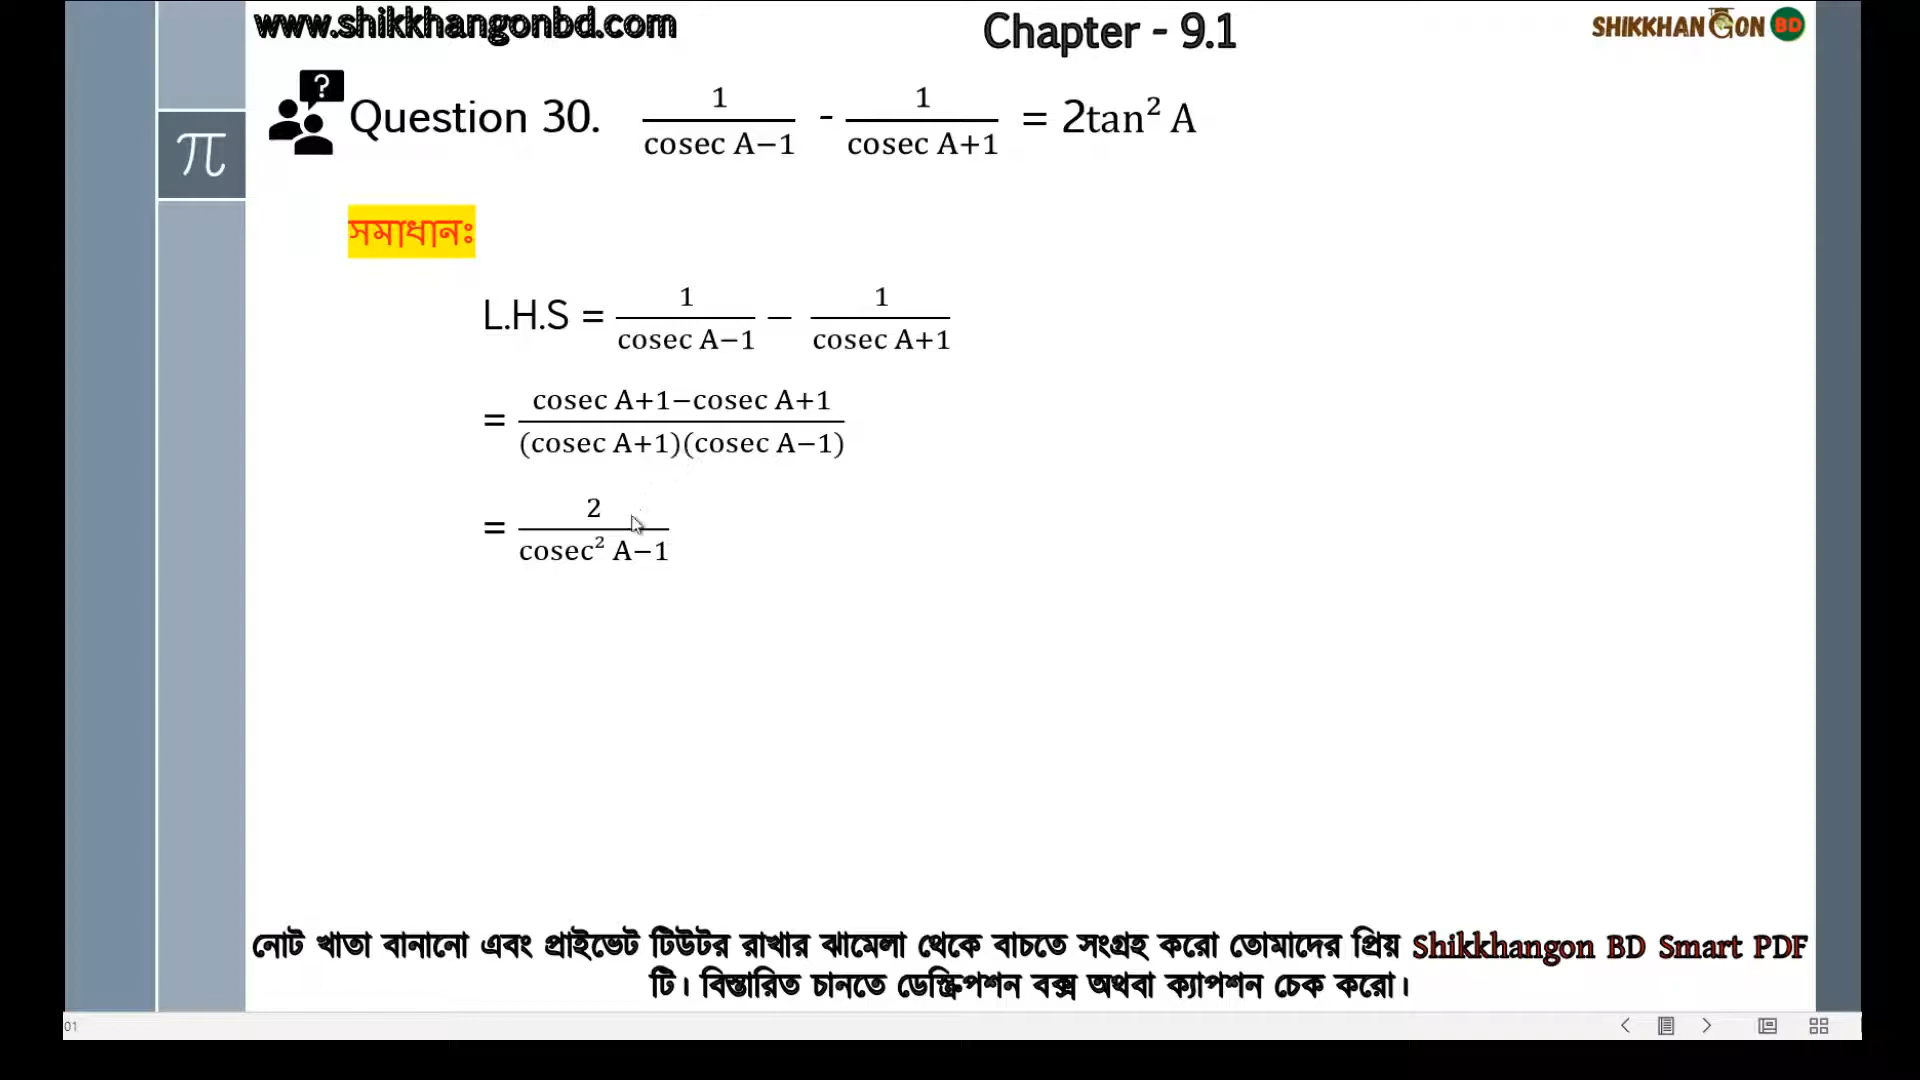 www.shikkhangonbd.com
Chapter - 9.1
SHIKKHANGON BD
?
π
Question 30. 1/(cosec A−1) - 1/(cosec A+1) = 2tan² A
সমাধানঃ
L.H.S = 1/(cosec A−1) − 1/(cosec A+1)
= (cosec A+1−cosec A+1)/((cosec A+1)(cosec A−1))
= 2/(cosec² A−1)
নোট খাতা বানানো এবং প্রাইভেট টিউটর রাখার ঝামেলা থেকে বাচতে সংগ্রহ করো তোমাদের প্রিয় Shikkhangon BD Smart PDF
টি। বিস্তারিত চানতে ডেস্ক্রিপশন বক্স অথবা ক্যাপশন চেক করো।
01